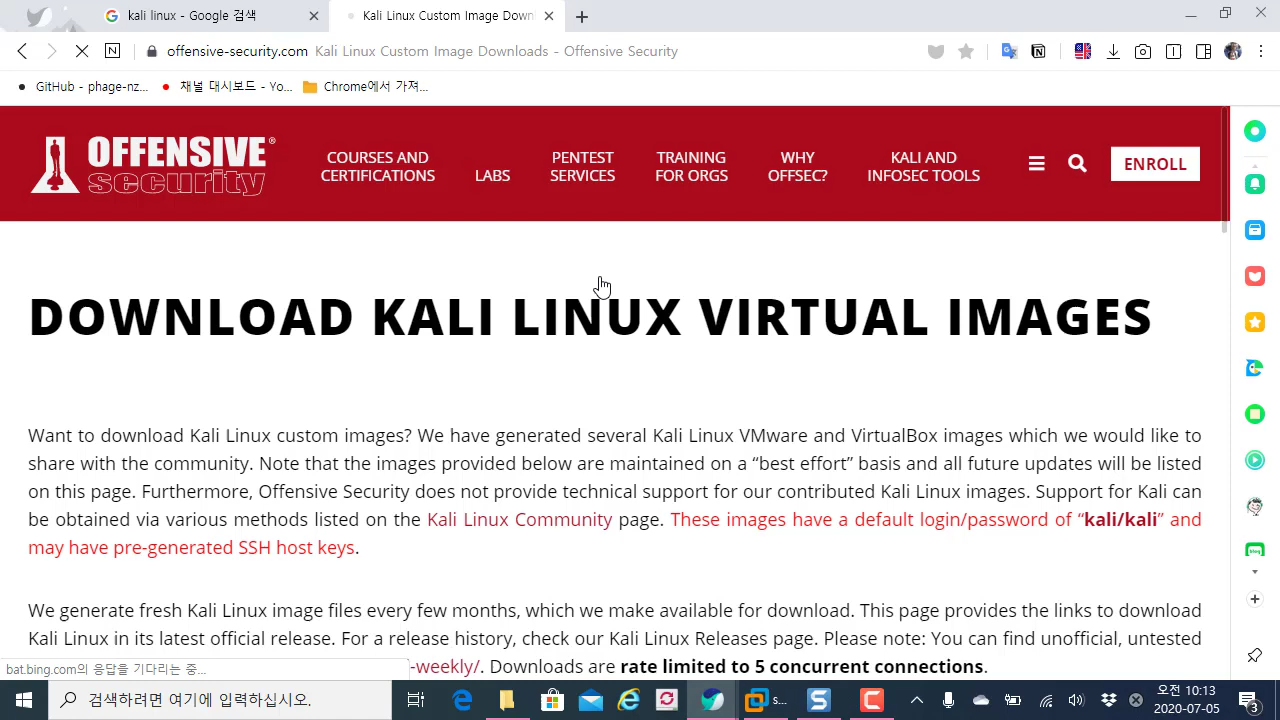 kali linux - Google 검색
Kali Linux Custom Image Down
offensive-security.com Kali Linux Custom Image Downloads - Offensive Security
GitHub - phage-nz...
채널 대시보드 - Yo...
Chrome에서 가져...
OFFENSIVE®
security
COURSES AND
CERTIFICATIONS
LABS
PENTEST
SERVICES
TRAINING
FOR ORGS
WHY
OFFSEC?
KALI AND
INFOSEC TOOLS
ENROLL
DOWNLOAD KALI LINUX VIRTUAL IMAGES
Want to download Kali Linux custom images? We have generated several Kali Linux VMware and VirtualBox images which we would like to
share with the community. Note that the images provided below are maintained on a “best effort” basis and all future updates will be listed
on this page. Furthermore, Offensive Security does not provide technical support for our contributed Kali Linux images. Support for Kali can
be obtained via various methods listed on the Kali Linux Community page. These images have a default login/password of “kali/kali” and
may have pre-generated SSH host keys.
We generate fresh Kali Linux image files every few months, which we make available for download. This page provides the links to download
Kali Linux in its latest official release. For a release history, check our Kali Linux Releases page. Please note: You can find unofficial, untested
-weekly/. Downloads are rate limited to 5 concurrent connections.
bat.bing.com의 응답을 기다리는 중...
검색하려면 여기에 입력하십시오.
s...
오전 10:13
2020-07-05
3